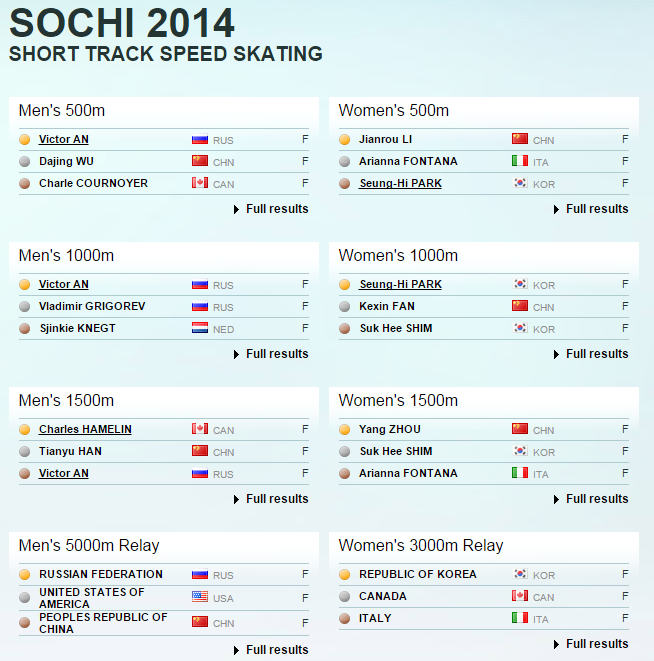 SOCHI 2014
SHORT TRACK SPEED SKATING
Men's 500m
Victor AN RUS F
Dajing WU CHN F
Charle COURNOYER CAN F
Full results
Women's 500m
Jianrou LI CHN F
Arianna FONTANA ITA F
Seung-Hi PARK KOR F
Full results
Men's 1000m
Victor AN RUS F
Vladimir GRIGOREV RUS F
Sjinkie KNEGT NED F
Full results
Women's 1000m
Seung-Hi PARK KOR F
Kexin FAN CHN F
Suk Hee SHIM KOR F
Full results
Men's 1500m
Charles HAMELIN CAN F
Tianyu HAN CHN F
Victor AN RUS F
Full results
Women's 1500m
Yang ZHOU CHN F
Suk Hee SHIM KOR F
Arianna FONTANA ITA F
Full results
Men's 5000m Relay
RUSSIAN FEDERATION RUS F
UNITED STATES OF
AMERICA USA F
PEOPLES REPUBLIC OF
CHINA CHN F
Full results
Women's 3000m Relay
REPUBLIC OF KOREA KOR F
CANADA CAN F
ITALY ITA F
Full results